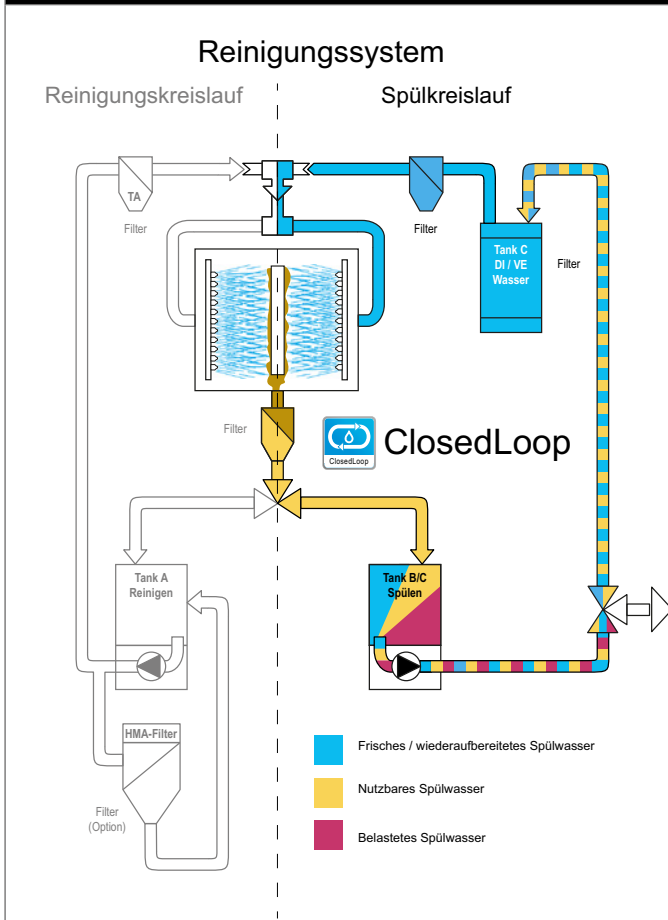 Reinigungssystem
Reinigungskreislauf
Spülkreislauf
TA
Filter
Filter
Tank C
DI / VE
Wasser
Filter
Filter
ClosedLoop
ClosedLoop
Tank A
Reinigen
Tank B/C
Spülen
HMA-Filter
Filter
(Option)
Frisches / wiederaufbereitetes Spülwasser
Nutzbares Spülwasser
Belastetes Spülwasser